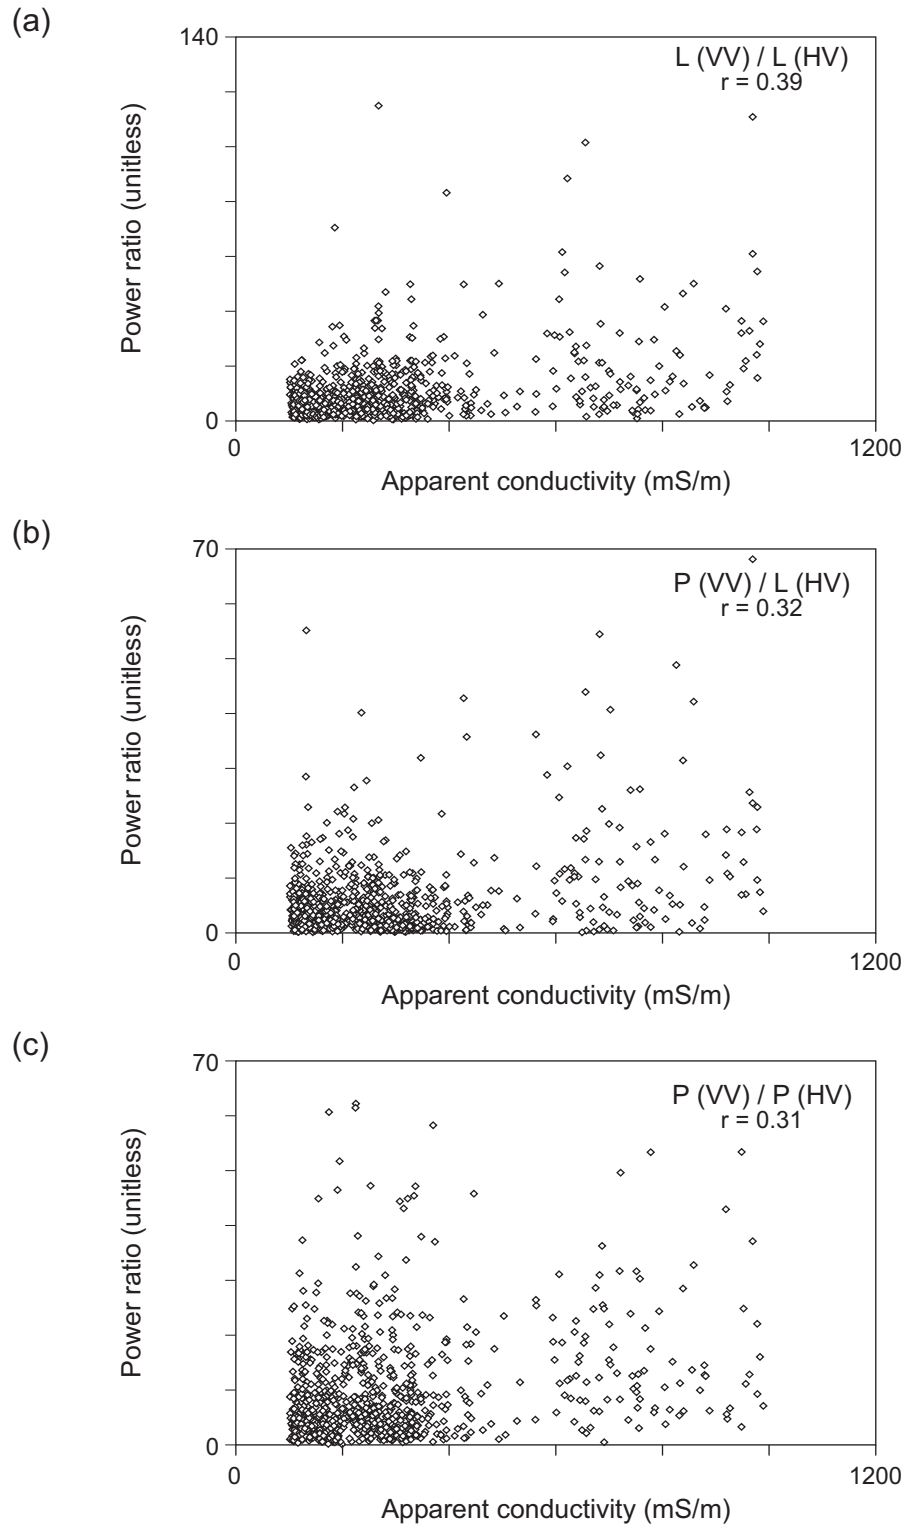 (a)
140
L (VV) / L (HV)
r = 0.39
Power ratio (unitless)
0
0
1200
Apparent conductivity (mS/m)
(b)
70
P (VV) / L (HV)
r = 0.32
Power ratio (unitless)
0
0
1200
Apparent conductivity (mS/m)
(c)
70
P (VV) / P (HV)
r = 0.31
Power ratio (unitless)
0
0
1200
Apparent conductivity (mS/m)